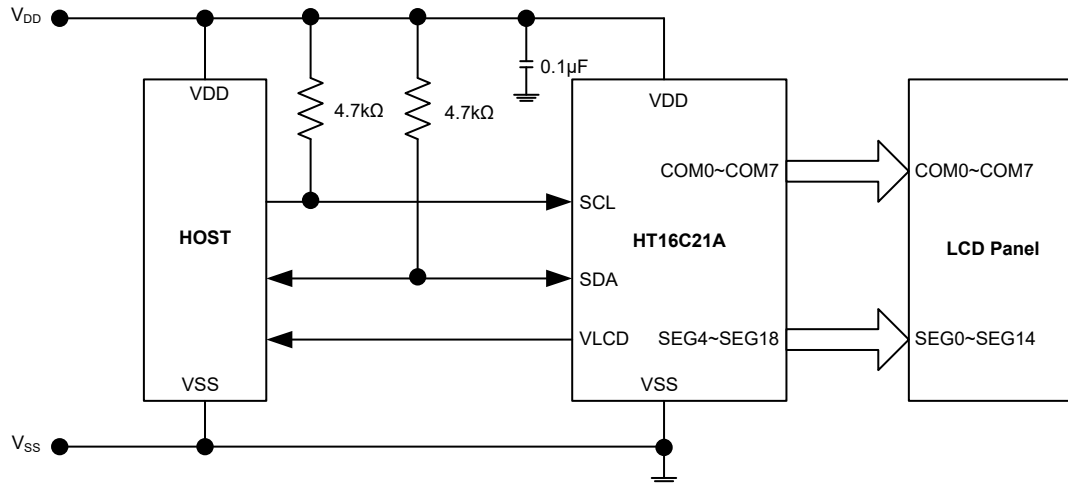 VDD
VDD
4.7kΩ
4.7kΩ
0.1μF
VDD
COM0~COM7
COM0~COM7
SCL
HOST
HT16C21A
LCD Panel
SDA
VLCD
SEG4~SEG18
SEG0~SEG14
VSS
VSS
VSS